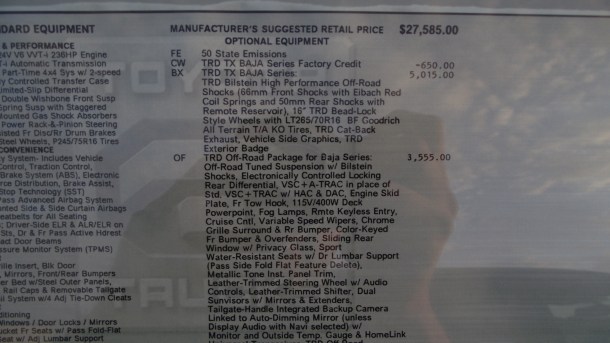 DARD EQUIPMENT
MANUFACTURER'S SUGGESTED RETAIL PRICE $27,585.00
OPTIONAL EQUIPMENT
& PERFORMANCE
24V V6 VVT-i 236HP Engine
-i Automatic Transmission
Part-Time 4x4 Sys w/ 2-speed
y Controlled Transfer Case
Limited-Slip Differential
Double Wishbone Front Susp
Spring Susp with Staggered
Mounted Gas Shock Absorbers
Power Rack-&-Pinion Steering
sisted Fr Disc/Rr Drum Brakes
Steel Wheels, P245/75R16 Tires
CONVENIENCE
ty System- Includes Vehicle
Control, Traction Control,
Brake System (ABS), Electronic
rse Distribution, Brake Assist,
Stop Technology (SST)
Pass Advanced Airbag System
nted Side & Side Curtain Airbags
eatbelts for All Seating
s; Driver-Side ELR & ALR/ELR on
Sts, Dr & Fr Pass Active Hdrest
act Door Beams
ssure Monitor System (TPMS)
rille Insert, Blk Door
, Mirrors, Front/Rear Bumpers
er Bed w/Steel Outer Panels,
Rail Caps & Removable Tailgate
il System w/4 Adj Tie-Down Cleats
ditioning
Windows / Door Locks / Mirrors
ucket Fr Seats w/ Pass Fold-Flat
Seat w/ Adj Lumbar Support
FE 50 State Emissions
CW TRD TX BAJA Series Factory Credit -650.00
BX TRD TX BAJA Series: 5,015.00
TRD Bilstein High Performance Off-Road
Shocks (66mm Front Shocks with Eibach Red
Coil Springs and 50mm Rear Shocks with
Remote Reservoir), 16" TRD Bead-Lock
Style Wheels with LT265/70R16 BF Goodrich
All Terrain T/A KO Tires, TRD Cat-Back
Exhaust, Vehicle Side Graphics, TRD
Exterior Badge
OF TRD Off-Road Package for Baja Series: 3,555.00
Off-Road Tuned Suspension w/ Bilstein
Shocks, Electronically Controlled Locking
Rear Differential, VSC+A-TRAC in place of
Std. VSC+TRAC w/ HAC & DAC, Engine Skid
Plate, Fr Tow Hook, 115V/400W Deck
Powerpoint, Fog Lamps, Rmte Keyless Entry,
Cruise Cntl, Variable Speed Wipers, Chrome
Grille Surround & Rr Bumper, Color-Keyed
Fr Bumper & Overfenders, Sliding Rear
Window w/ Privacy Glass, Sport
Water-Resistant Seats w/ Dr Lumbar Support
(Pass Side Fold Flat Feature Delete),
Metallic Tone Inst. Panel Trim,
Leather-Trimmed Steering Wheel w/ Audio
Controls, Leather-Trimmed Shifter, Dual
Sunvisors w/ Mirrors & Extenders,
Tailgate-Handle Integrated Backup Camera
Linked to Auto-Dimming Mirror (unless
Display Audio with Navi selected) w/
Monitor and Outside Temp. Gauge & HomeLink